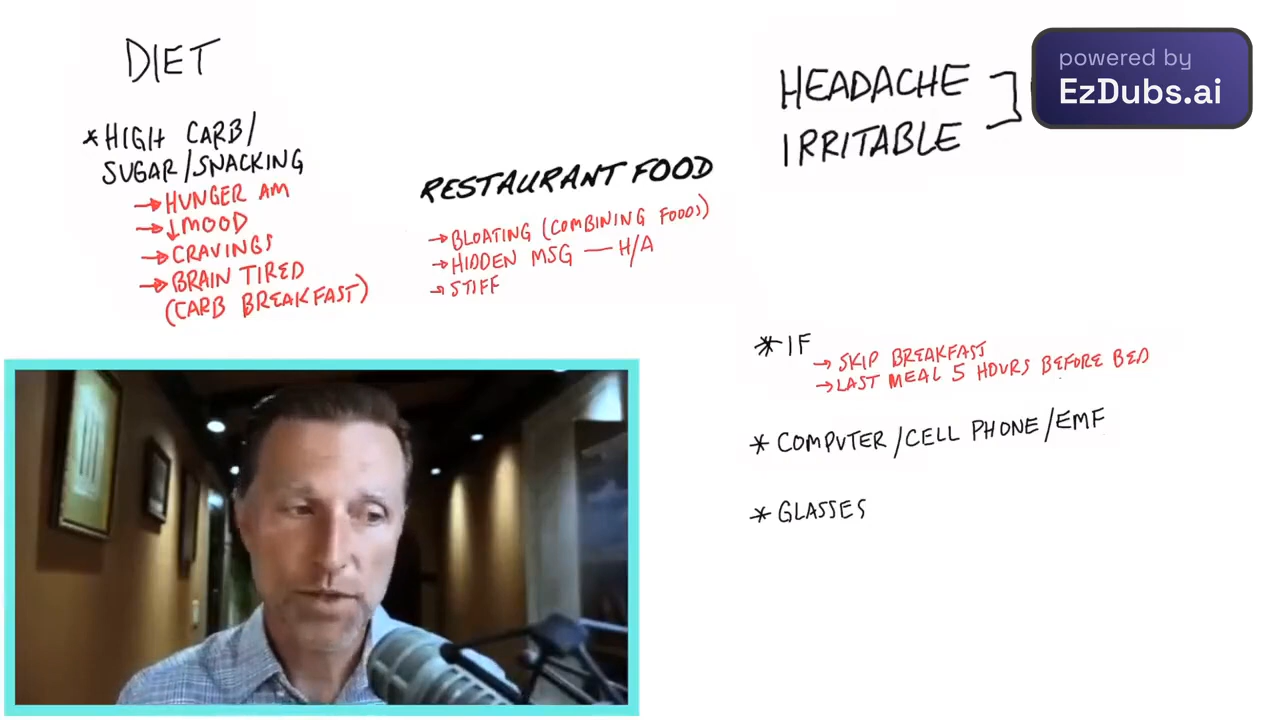 DIET
*HIGH CARB/
SUGAR/SNACKING
→HUNGER AM
→↓MOOD
→CRAVINGS
→BRAIN TIRED
(CARB BREAKFAST)
RESTAURANT FOOD
→BLOATING (COMBINING FOODS)
→HIDDEN MSG — H/A
→STIFF
HEADACHE
IRRITABLE
powered by
EzDubs.ai
*IF
→SKIP BREAKFAST
→LAST MEAL 5 HOURS BEFORE BED
*COMPUTER/CELL PHONE/EMF
*GLASSES